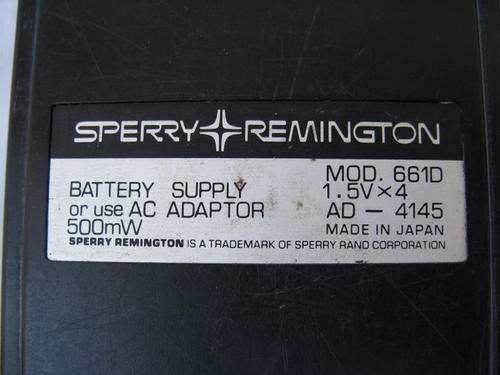 SPERRY REMINGTON
MOD. 661D
BATTERY SUPPLY 1.5V×4
or use AC ADAPTOR AD - 4145
500mW MADE IN JAPAN
SPERRY REMINGTON IS A TRADEMARK OF SPERRY RAND CORPORATION